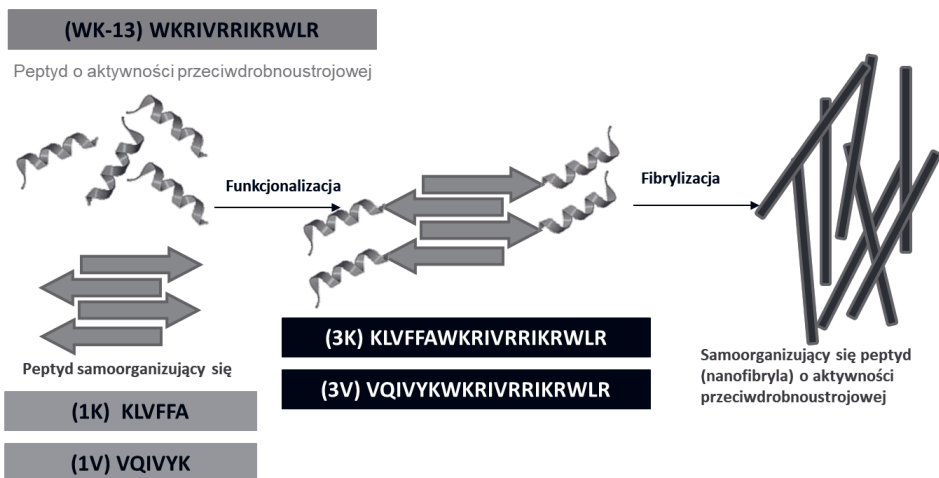 (WK-13) WKRIVRRIKRWLR
Peptyd o aktywności przeciwdrobnoustrojowej
Funkcjonalizacja
Fibrylizacja
Peptyd samoorganizujący się
(1K) KLVFFA
(1V) VQIVYK
(3K) KLVFFAWKRIVRRIKRWLR
(3V) VQIVYKWKRIVRRIKRWLR
Samoorganizujący się peptyd
(nanofibryla) o aktywności
przeciwdrobnoustrojowej